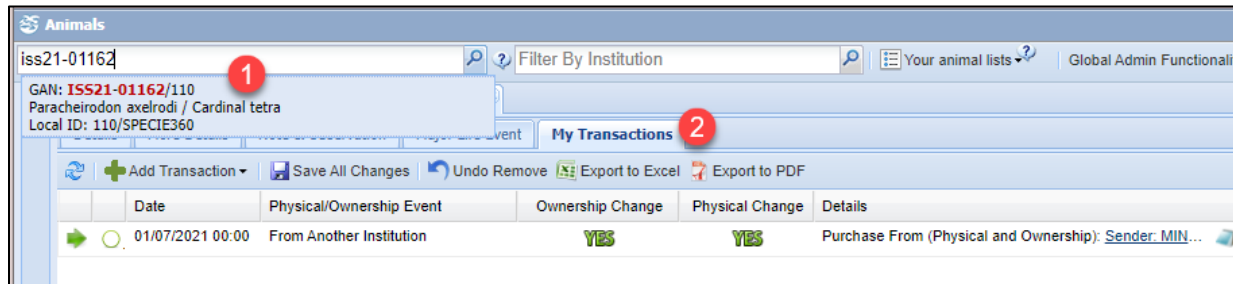 Animals
iss21-01162 Filter By Institution Your animal lists Global Admin Functionali
1
GAN: ISS21-01162/110
Paracheirodon axelrodi / Cardinal tetra
Local ID: 110/SPECIE360
My Transactions 2
Add Transaction Save All Changes Undo Remove Export to Excel Export to PDF
Date Physical/Ownership Event Ownership Change Physical Change Details
01/07/2021 00:00 From Another Institution YES YES Purchase From (Physical and Ownership): Sender: MIN...